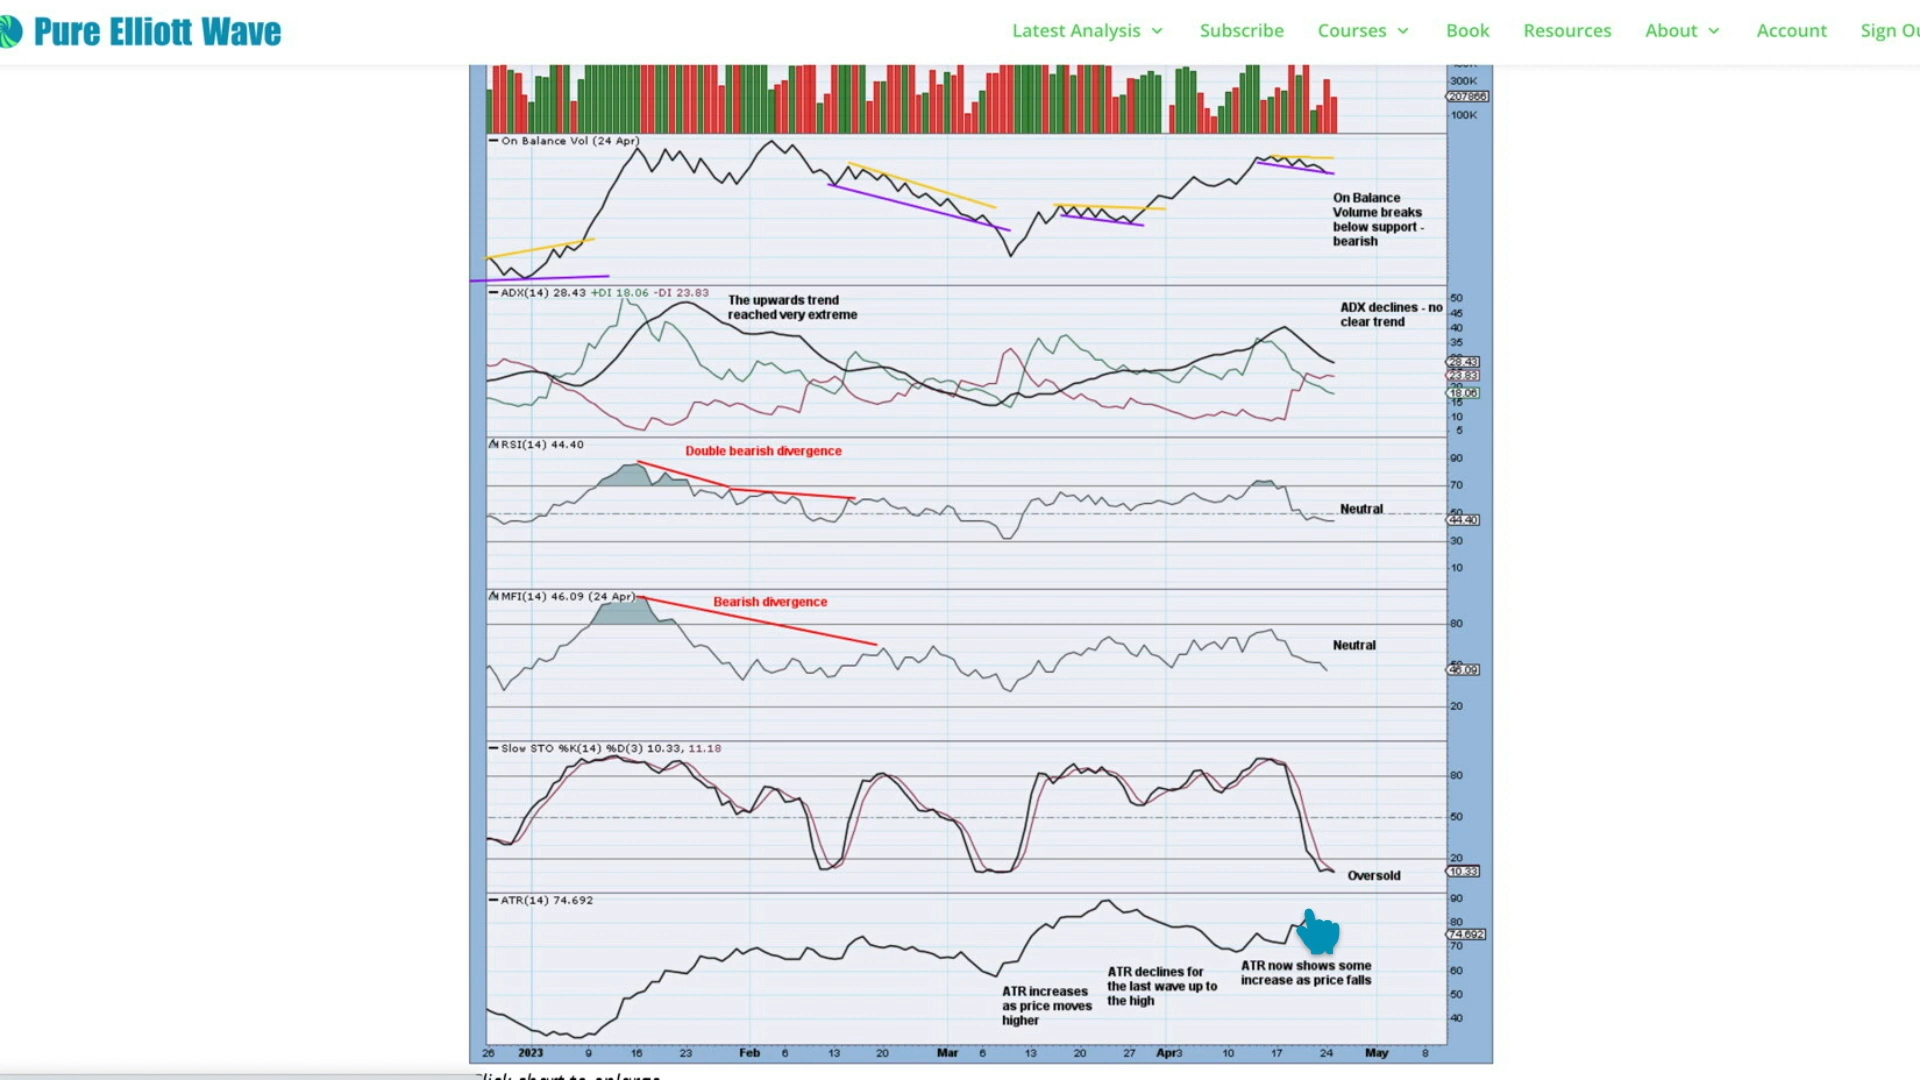 Pure Elliott Wave
Latest Analysis
Subscribe
Courses
Book
Resources
About
Account
Sign Ou
300K
207866
100K
On Balance Vol (24 Apr)
On Balance
Volume breaks
below support -
bearish
ADX(14) 28.43 +DI 18.06 -DI 23.83
The upwards trend
reached very extreme
ADX declines - no
clear trend
50
45
40
35
28.43
23.83
20
18.06
15
10
5
RSI(14) 44.40
Double bearish divergence
Neutral
90
70
50
44.40
30
10
MFI(14) 46.09 (24 Apr)
Bearish divergence
Neutral
80
46.09
20
Slow STO %K(14) %D(3) 10.33, 11.18
80
50
20
10.33
Oversold
ATR(14) 74.692
90
80
74.692
70
60
50
40
ATR increases
as price moves
higher
ATR declines for
the last wave up to
the high
ATR now shows some
increase as price falls
26 2023 9 16 23 Feb 6 13 20 Mar 6 13 20 27 Apr3 10 17 24 May 8
Click chart to enlarge